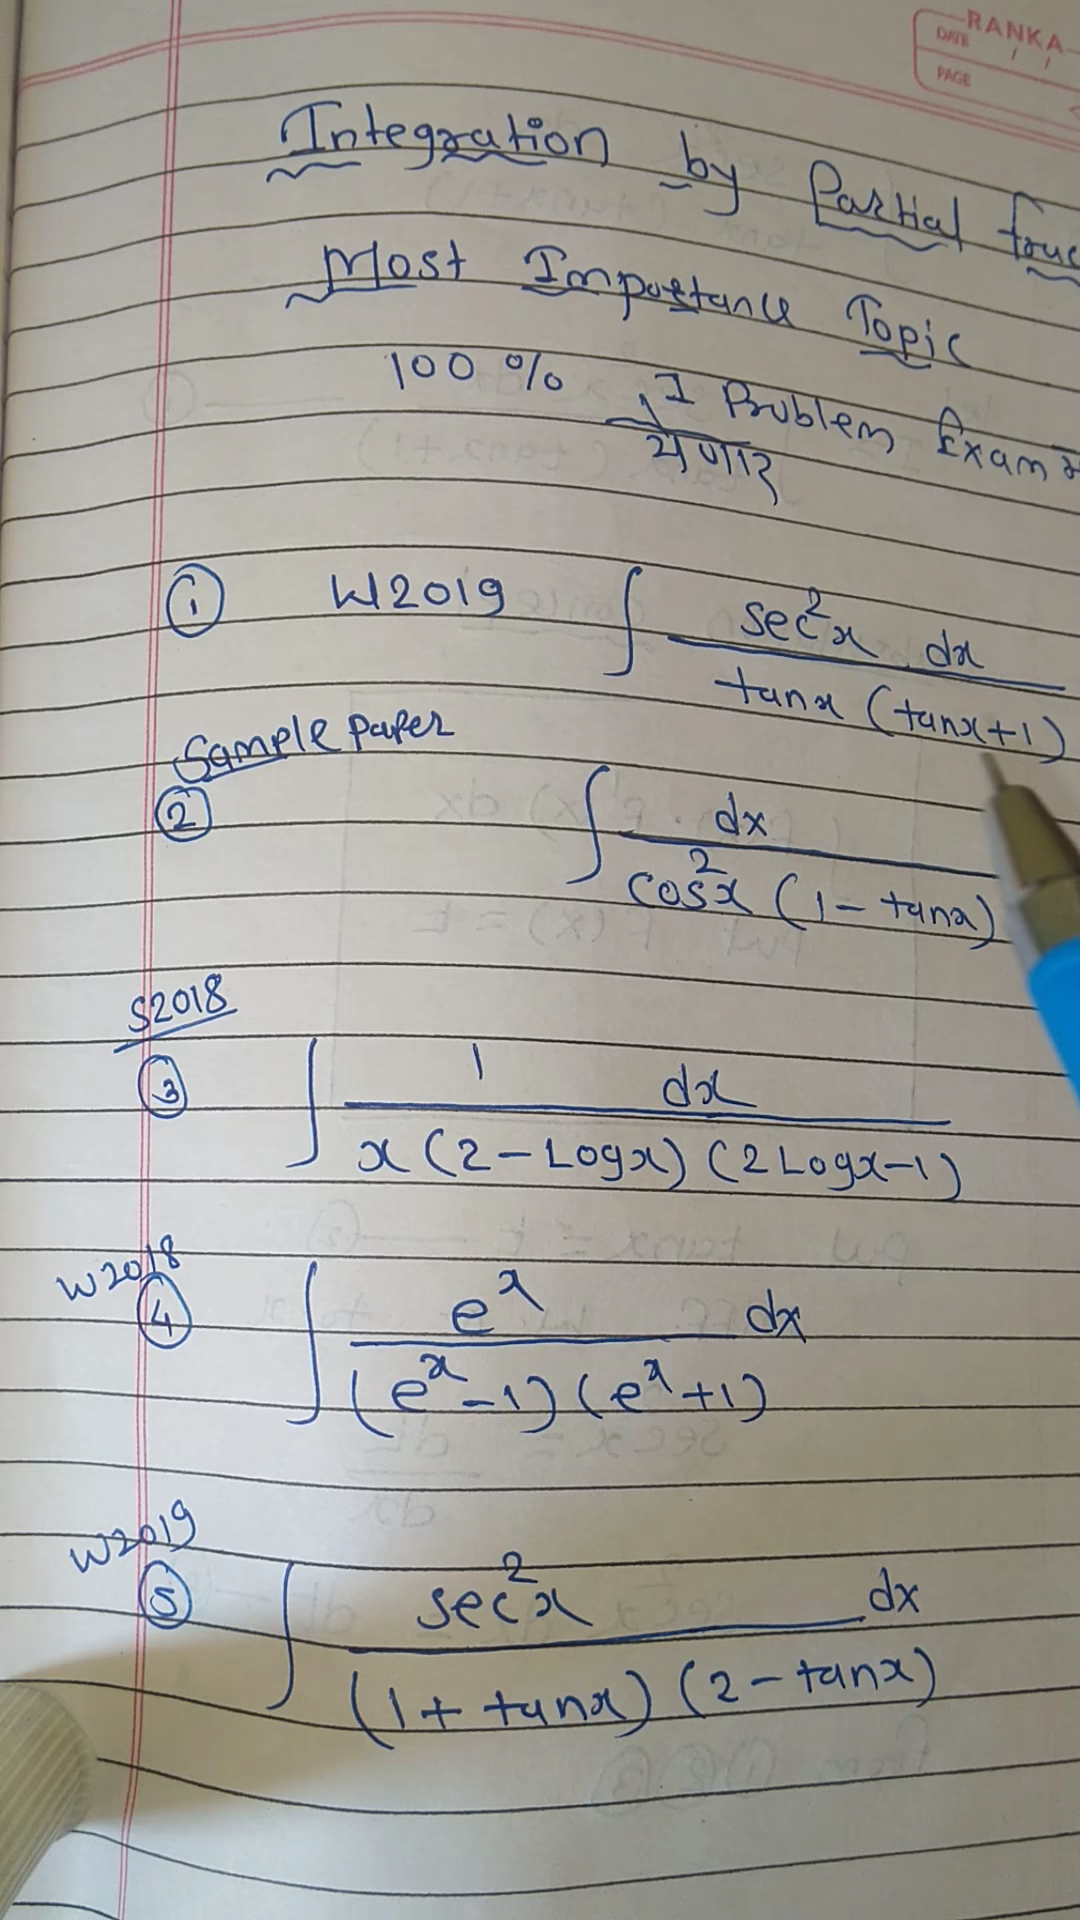 RANKA
DATE / /
PAGE
Integration by Partial frac
Most Importance Topic
100 % 1 Problem Exam
येणार
① W2019 ∫ sec²x dx / tanx (tanx+1)
Sample Paper
② ∫ dx / cos²x (1 - tanx)
S2018
③ ∫ 1 dx / x (2 - Logx) (2 Logx-1)
W2018
④ ∫ eˣ / (eˣ-1) (eˣ+1) dx
W2019
⑤ ∫ sec²x / (1 + tanx) (2 - tanx) dx